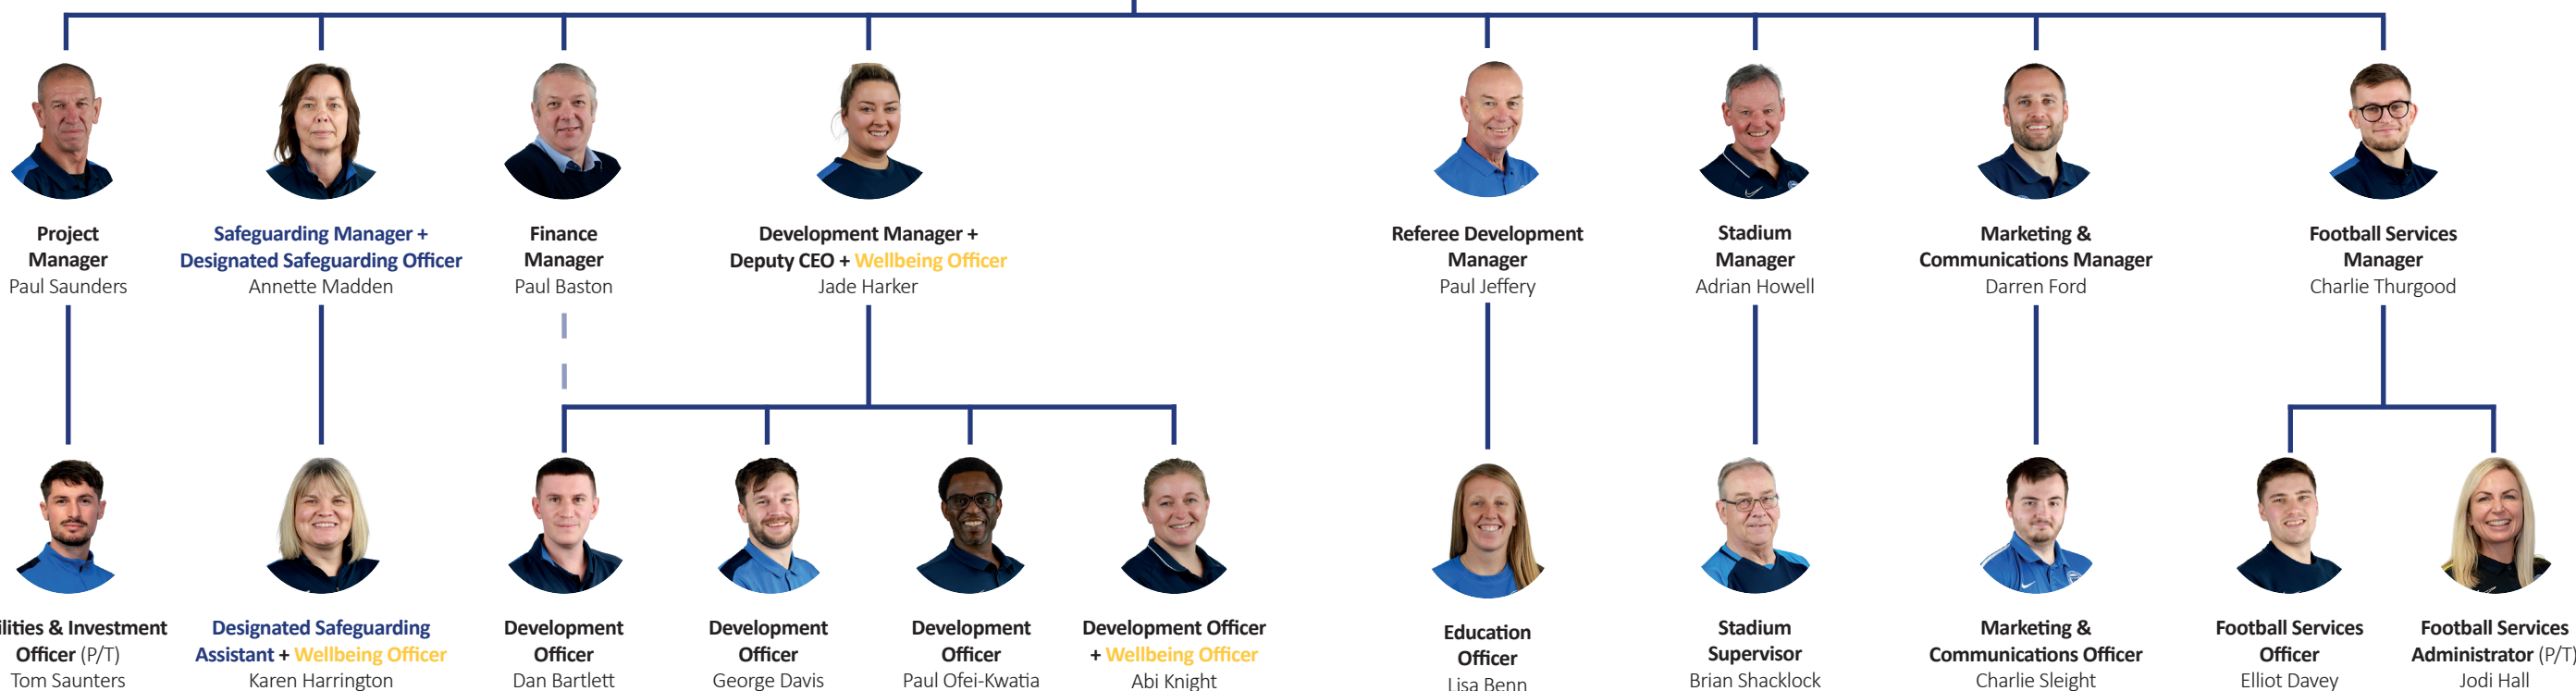 Project
Manager
Paul Saunders
Safeguarding Manager +
Designated Safeguarding Officer
Annette Madden
Finance
Manager
Paul Baston
Development Manager +
Deputy CEO + Wellbeing Officer
Jade Harker
Referee Development
Manager
Paul Jeffery
Stadium
Manager
Adrian Howell
Marketing &
Communications Manager
Darren Ford
Football Services
Manager
Charlie Thurgood
& Investment
Officer (P/T)
Tom Saunters
Designated Safeguarding
Assistant + Wellbeing Officer
Karen Harrington
Development
Officer
Dan Bartlett
Development
Officer
George Davis
Development
Officer
Paul Ofei-Kwatia
Development Officer
+ Wellbeing Officer
Abi Knight
Education
Officer
Lisa Benn
Stadium
Supervisor
Brian Shacklock
Marketing &
Communications Officer
Charlie Sleight
Football Services
Officer
Elliot Davey
Football Services
Administrator (P/T)
Jodi Hall